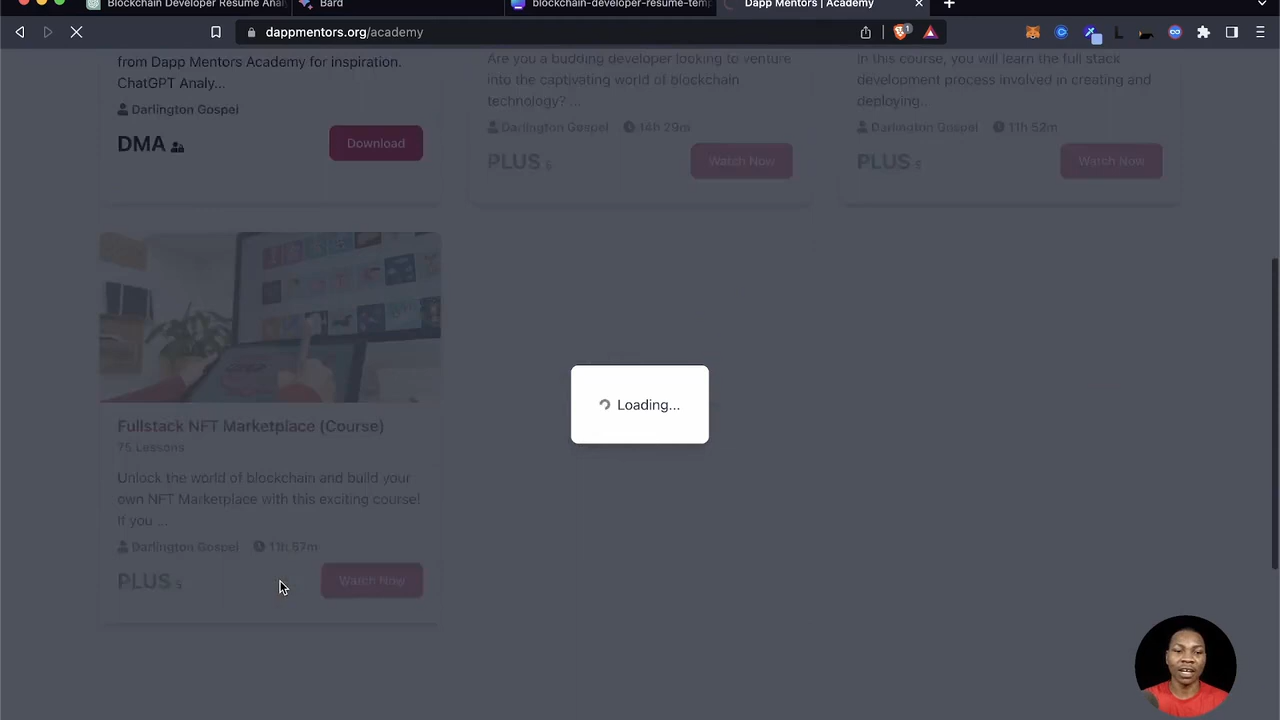 Blockchain Developer Resume Anal
Bard
blockchain-developer-resume-temp
Dapp Mentors | Academy
dappmentors.org/academy
1
from Dapp Mentors Academy for inspiration.
ChatGPT Analy...
Darlington Gospel
DMA
Download
Are you a budding developer looking to venture
into the captivating world of blockchain
technology? ...
Darlington Gospel 14h 29m
PLUS
Watch Now
In this course, you will learn the full stack
development process involved in creating and
deploying..
Darlington Gospel 11h 52m
PLUS
Watch Now
Loading...
Fullstack NFT Marketplace (Course)
75 Lessons
Unlock the world of blockchain and build your
own NFT Marketplace with this exciting course!
If you ...
Darlington Gospel 11h 57m
PLUS
Watch Now